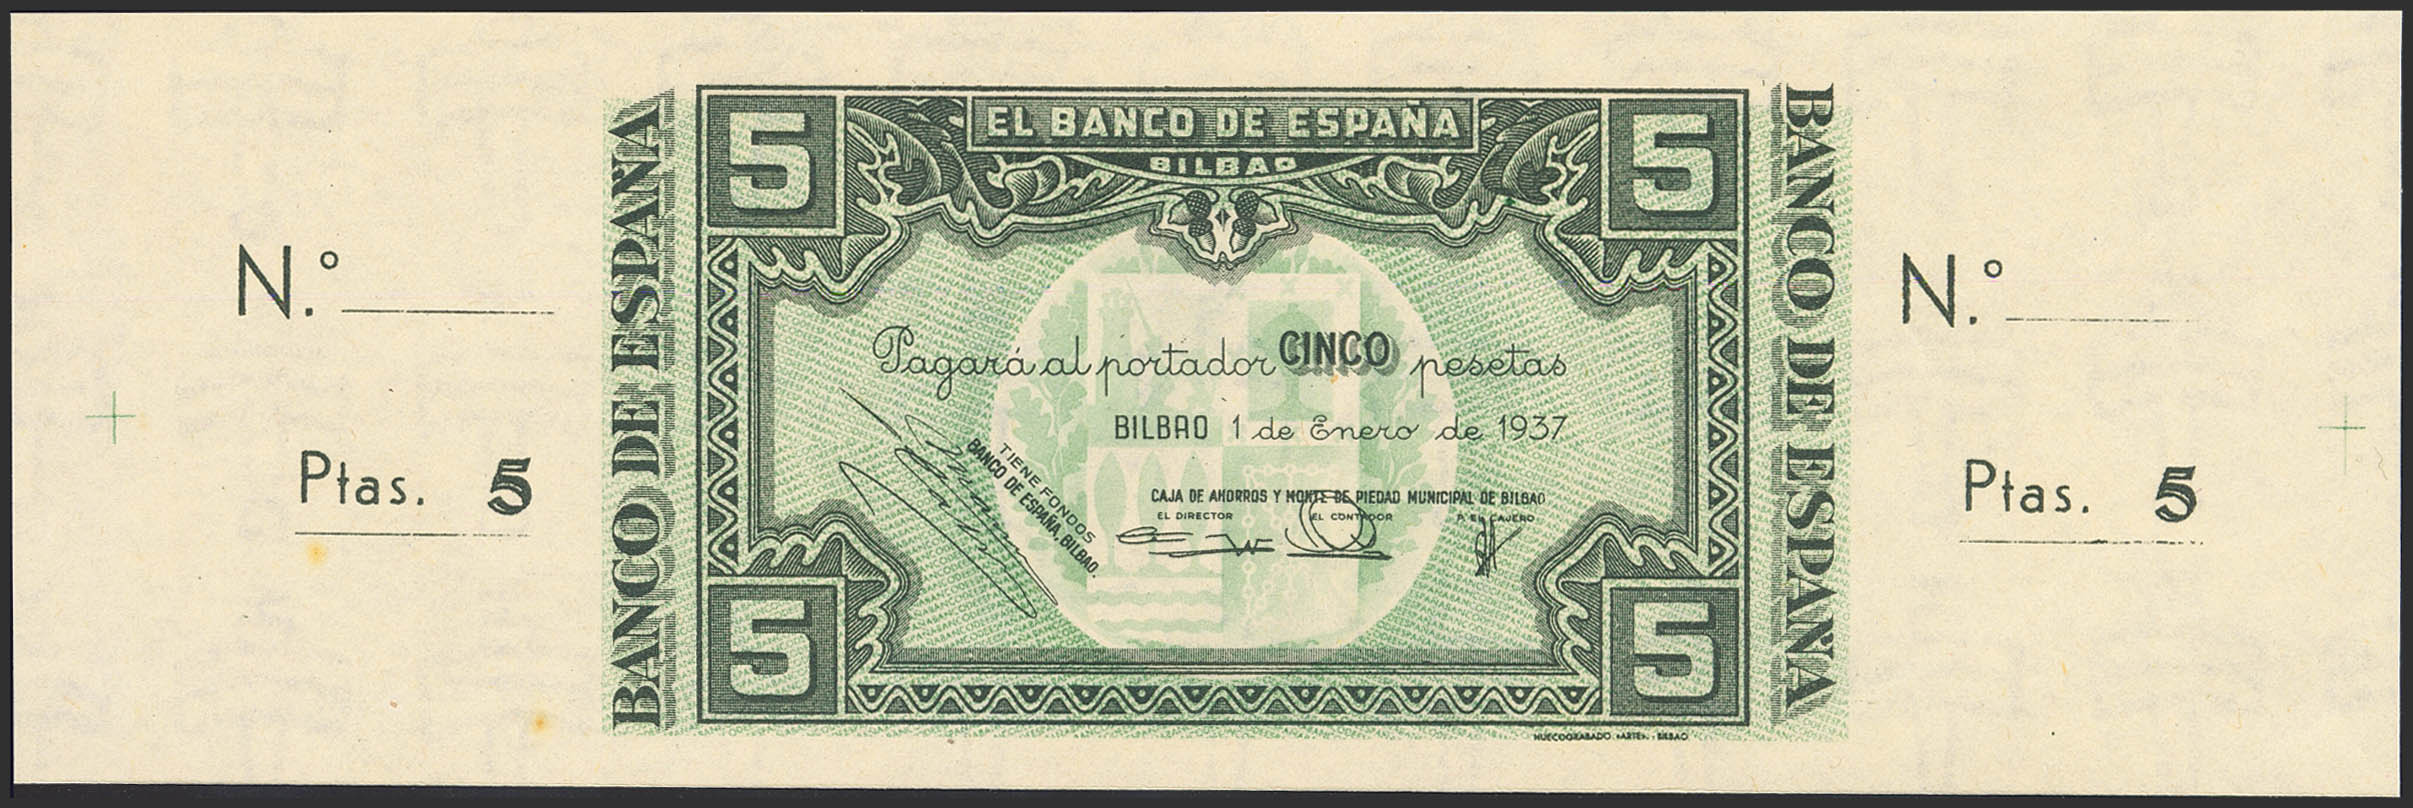 N.º
Ptas. 5
BANCO DE ESPAÑA
5
EL BANCO DE ESPAÑA
5
BILBAO
Pagará al portador CINCO pesetas
BILBAO 1 de Enero de 1937
TIENE FONDOS
BANCO DE ESPAÑA, BILBAO.
CAJA DE AHORROS Y MONTE DE PIEDAD MUNICIPAL DE BILBAO
EL DIRECTOR EL CONTADOR P. EL CAJERO
5
5
HUECOGRABADO «ARTE». - BILBAO
BANCO DE ESPAÑA
N.º
Ptas. 5